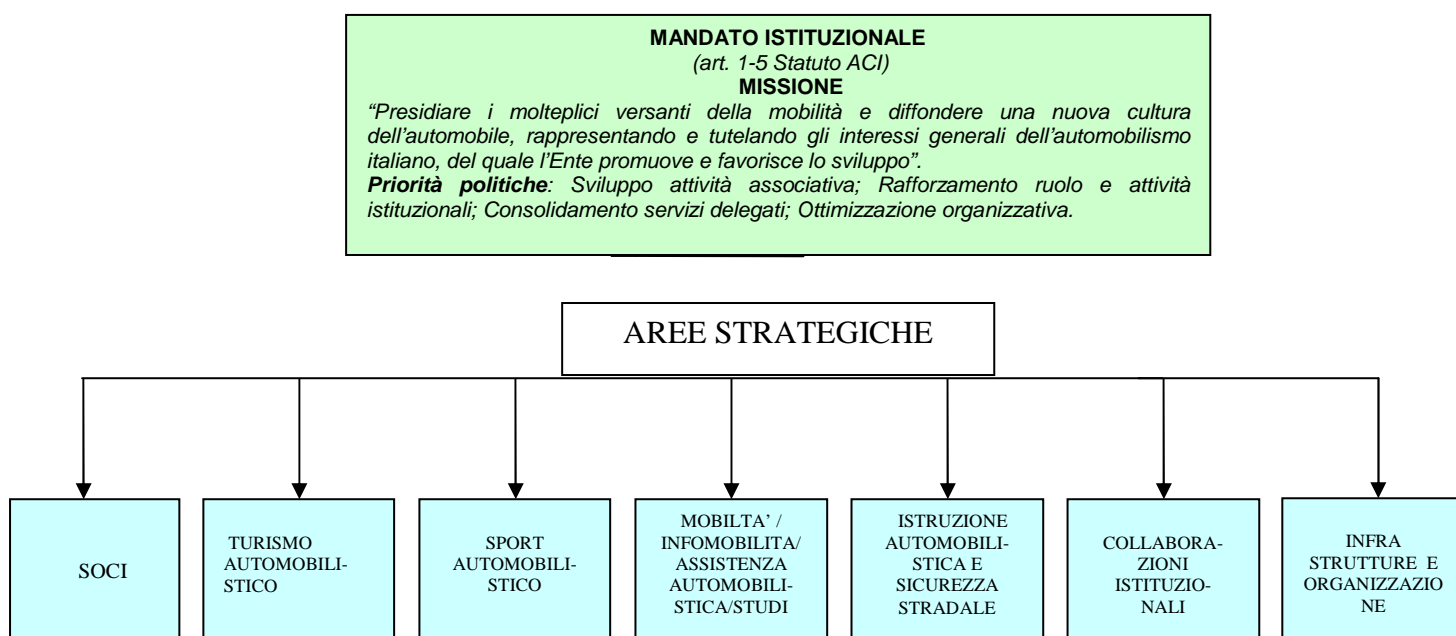 MANDATO ISTITUZIONALE
(art. 1-5 Statuto ACI)
MISSIONE
“Presidiare i molteplici versanti della mobilità e diffondere una nuova cultura
dell’automobile, rappresentando e tutelando gli interessi generali dell’automobilismo
italiano, del quale l’Ente promuove e favorisce lo sviluppo”.
Priorità politiche: Sviluppo attività associativa; Rafforzamento ruolo e attività
istituzionali; Consolidamento servizi delegati; Ottimizzazione organizzativa.
AREE STRATEGICHE
SOCI
TURISMO
AUTOMOBILI-
STICO
SPORT
AUTOMOBILI-
STICO
MOBILTA’ /
INFOMOBILITA/
ASSISTENZA
AUTOMOBILI-
STICA/STUDI
ISTRUZIONE
AUTOMOBILI-
STICA E
SICUREZZA
STRADALE
COLLABORA-
ZIONI
ISTITUZIO-
NALI
INFRA
STRUTTURE E
ORGANIZZAZIO
NE